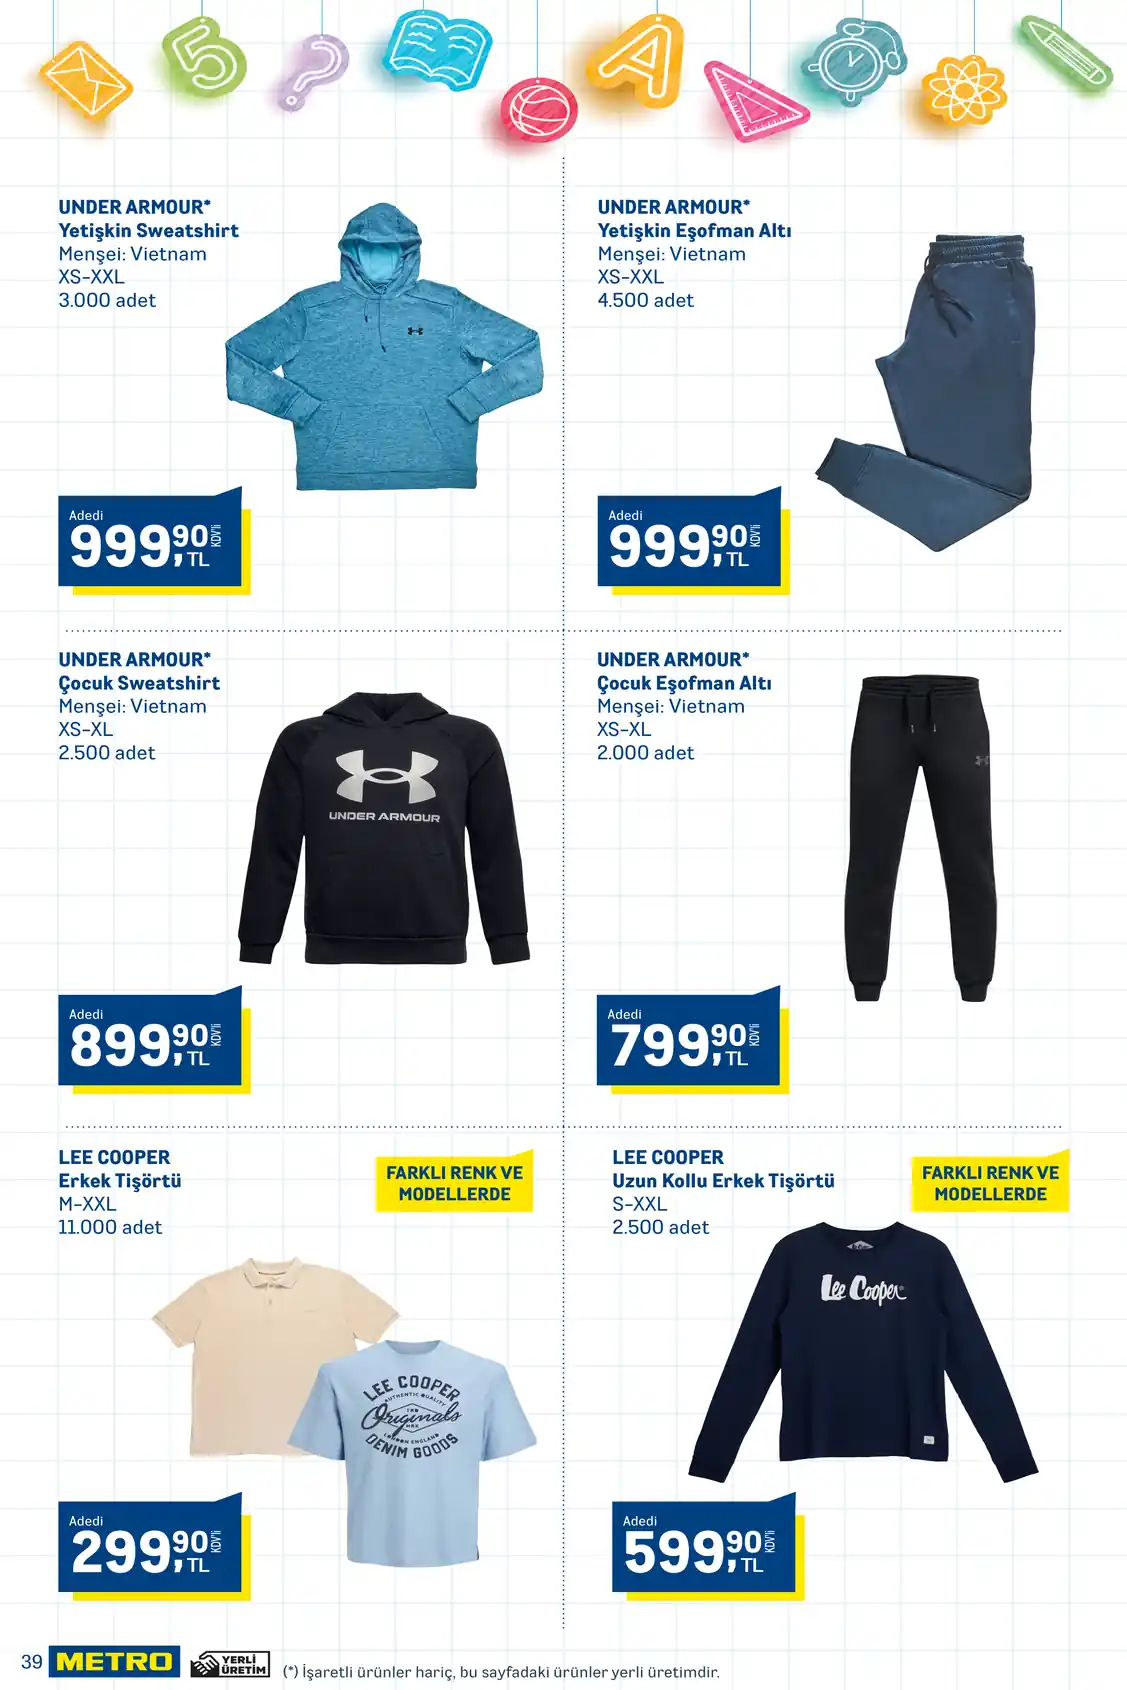 5
?
A
UNDER ARMOUR*
Yetişkin Sweatshirt
Menşei: Vietnam
XS-XXL
3.000 adet
Adedi
999,90 TL
KDV'li
UNDER ARMOUR*
Yetişkin Eşofman Altı
Menşei: Vietnam
XS-XXL
4.500 adet
Adedi
999,90 TL
KDV'li
UNDER ARMOUR*
Çocuk Sweatshirt
Menşei: Vietnam
XS-XL
2.500 adet
UNDER ARMOUR
Adedi
899,90 TL
KDV'li
UNDER ARMOUR*
Çocuk Eşofman Altı
Menşei: Vietnam
XS-XL
2.000 adet
Adedi
799,90 TL
KDV'li
LEE COOPER
Erkek Tişörtü
M-XXL
11.000 adet
FARKLI RENK VE
MODELLERDE
LEE COOPER
AUTHENTIC QUALITY
Originals
LONDON ENGLAND
DENIM GOODS
Adedi
299,90 TL
KDV'li
LEE COOPER
Uzun Kollu Erkek Tişörtü
S-XXL
2.500 adet
FARKLI RENK VE
MODELLERDE
Lee Cooper
Adedi
599,90 TL
KDV'li
39
METRO
YERLİ
ÜRETİM
(*) İşaretli ürünler hariç, bu sayfadaki ürünler yerli üretimdir.